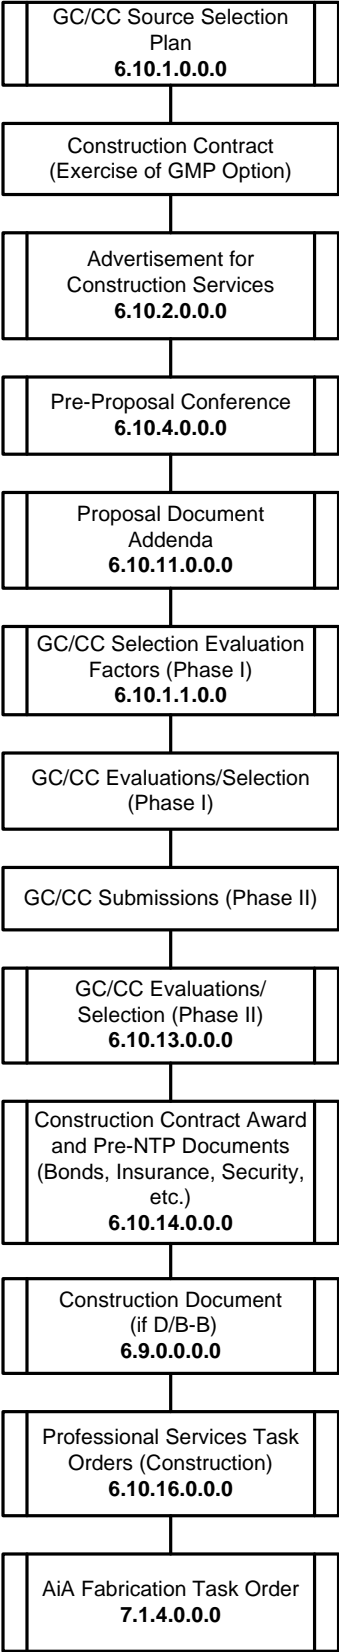 GC/CC Source Selection
Plan
6.10.1.0.0.0
Construction Contract
(Exercise of GMP Option)
Advertisement for
Construction Services
6.10.2.0.0.0
Pre-Proposal Conference
6.10.4.0.0.0
Proposal Document
Addenda
6.10.11.0.0.0
GC/CC Selection Evaluation
Factors (Phase I)
6.10.1.1.0.0
GC/CC Evaluations/Selection
(Phase I)
GC/CC Submissions (Phase II)
GC/CC Evaluations/
Selection (Phase II)
6.10.13.0.0.0
Construction Contract Award
and Pre-NTP Documents
(Bonds, Insurance, Security,
etc.)
6.10.14.0.0.0
Construction Document
(if D/B-B)
6.9.0.0.0.0
Professional Services Task
Orders (Construction)
6.10.16.0.0.0
AiA Fabrication Task Order
7.1.4.0.0.0